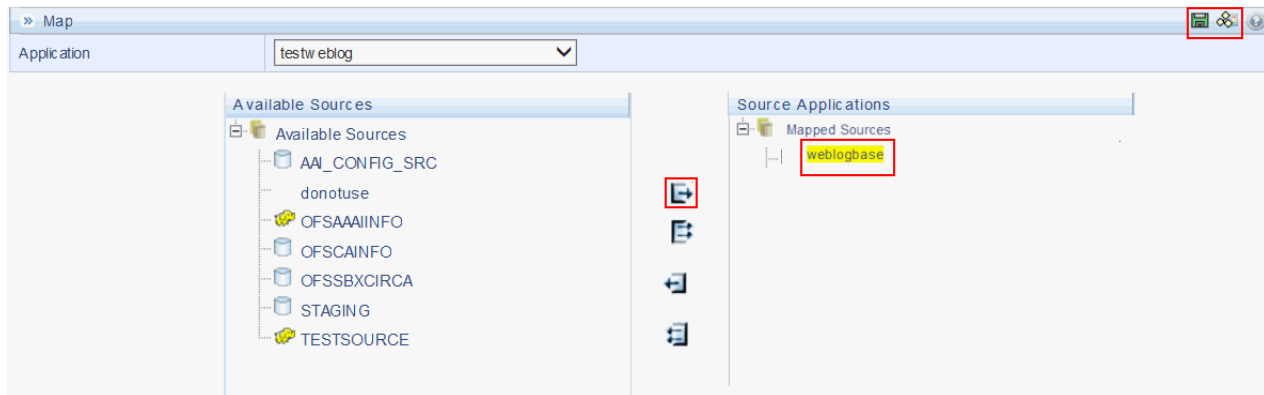 » Map
Application
testweblog
Available Sources
Available Sources
AAI_CONFIG_SRC
donotuse
OFSAAAIINFO
OFSCAINFO
OFSSBXCIRCA
STAGING
TESTSOURCE
Source Applications
Mapped Sources
weblogbase